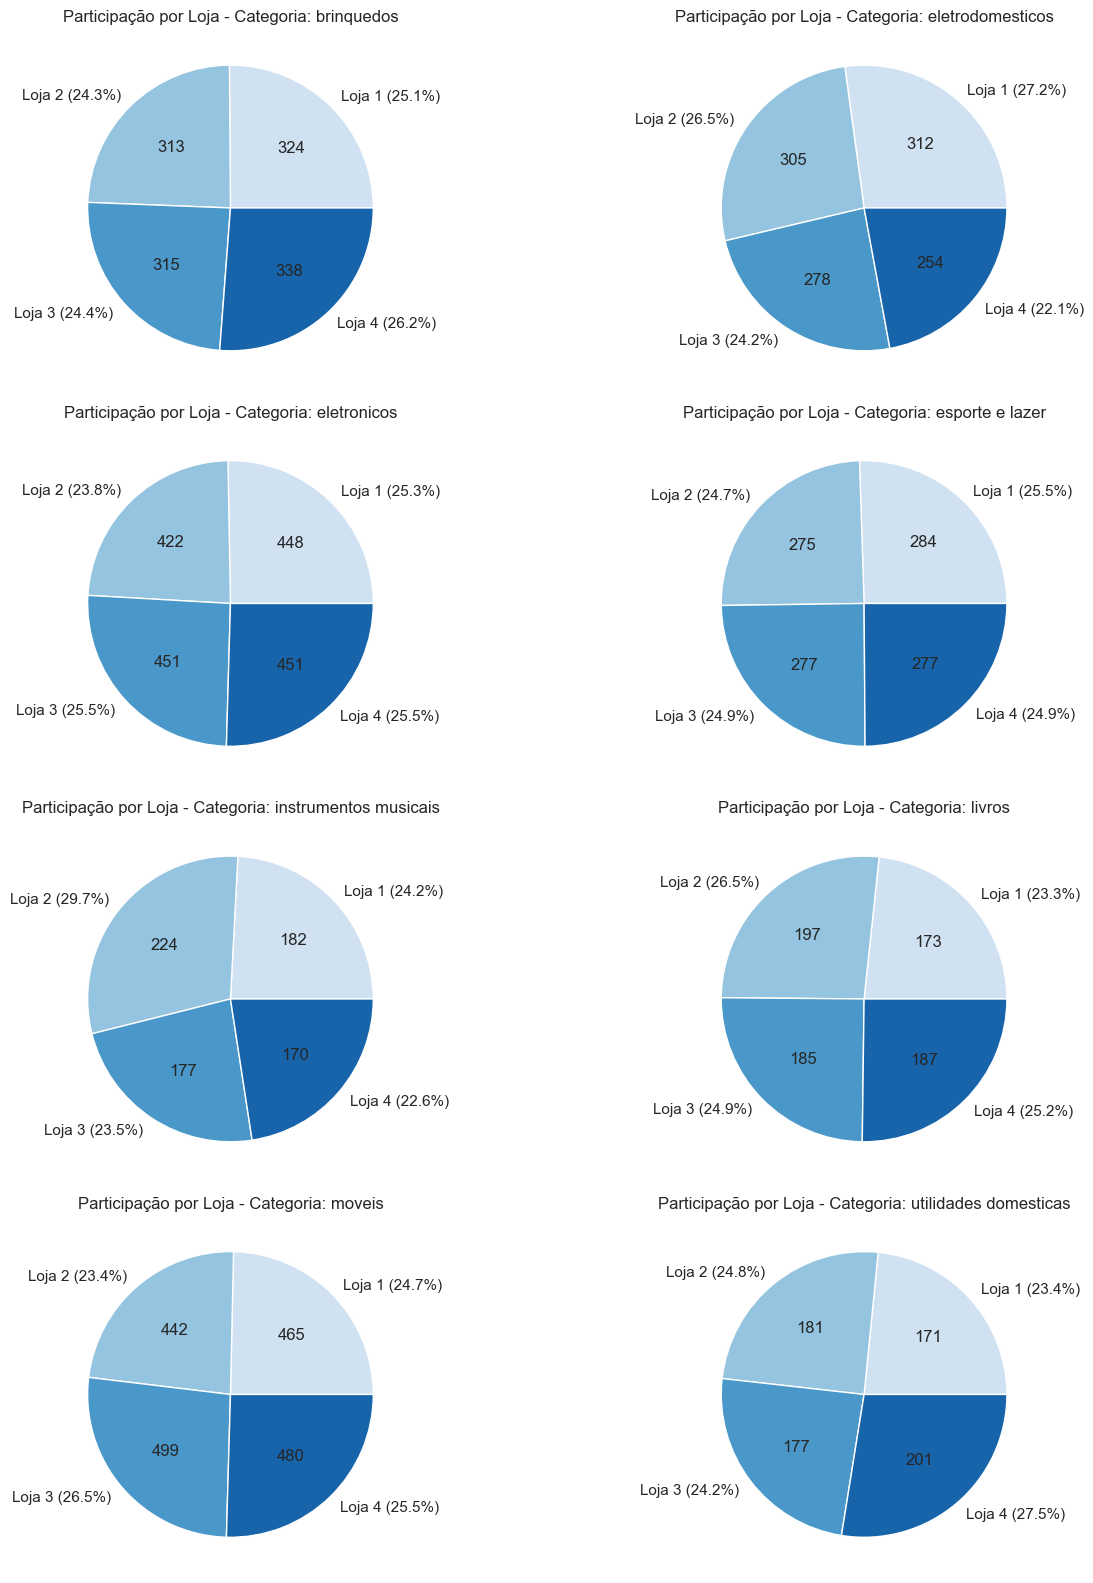 Participação por Loja - Categoria: brinquedos
Loja 1 (25.1%)
324
Loja 2 (24.3%)
313
Loja 3 (24.4%)
315
Loja 4 (26.2%)
338
Participação por Loja - Categoria: eletrodomesticos
Loja 1 (27.2%)
312
Loja 2 (26.5%)
305
Loja 3 (24.2%)
278
Loja 4 (22.1%)
254
Participação por Loja - Categoria: eletronicos
Loja 1 (25.3%)
448
Loja 2 (23.8%)
422
Loja 3 (25.5%)
451
Loja 4 (25.5%)
451
Participação por Loja - Categoria: esporte e lazer
Loja 1 (25.5%)
284
Loja 2 (24.7%)
275
Loja 3 (24.9%)
277
Loja 4 (24.9%)
277
Participação por Loja - Categoria: instrumentos musicais
Loja 1 (24.2%)
182
Loja 2 (29.7%)
224
Loja 3 (23.5%)
177
Loja 4 (22.6%)
170
Participação por Loja - Categoria: livros
Loja 1 (23.3%)
173
Loja 2 (26.5%)
197
Loja 3 (24.9%)
185
Loja 4 (25.2%)
187
Participação por Loja - Categoria: moveis
Loja 1 (24.7%)
465
Loja 2 (23.4%)
442
Loja 3 (26.5%)
499
Loja 4 (25.5%)
480
Participação por Loja - Categoria: utilidades domesticas
Loja 1 (23.4%)
171
Loja 2 (24.8%)
181
Loja 3 (24.2%)
177
Loja 4 (27.5%)
201